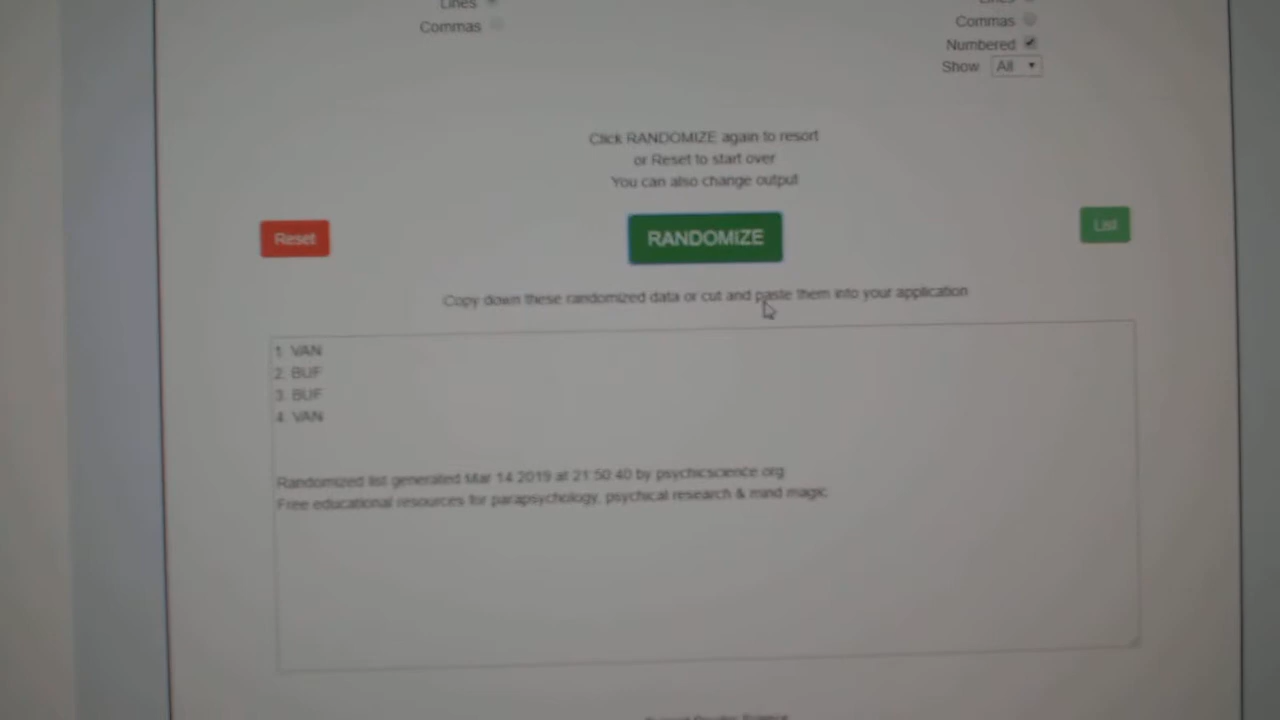 Lines
Commas
Commas
Numbered
Show All
Click RANDOMIZE again to resort
or Reset to start over
You can also change output
Reset
RANDOMIZE
List
Copy down these randomized data or cut and paste them into your application
1. VAN
2. BUF
3. BUF
4. VAN
Randomized list generated Mar 14 2019 at 21:50:40 by psychicscience.org
Free educational resources for parapsychology, psychical research & mind magic